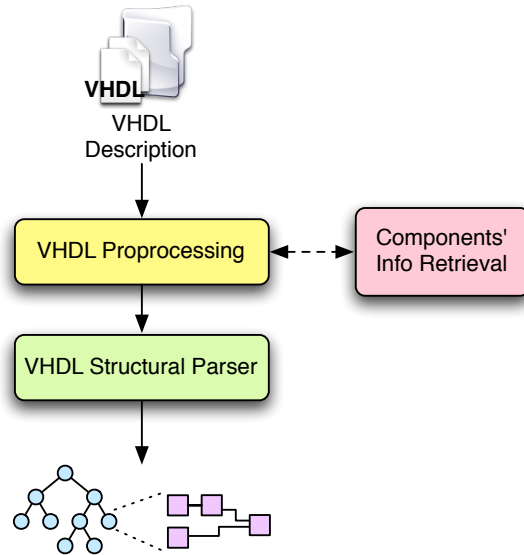 VHDL
VHDL
Description
VHDL Proprocessing
Components'
Info Retrieval
VHDL Structural Parser